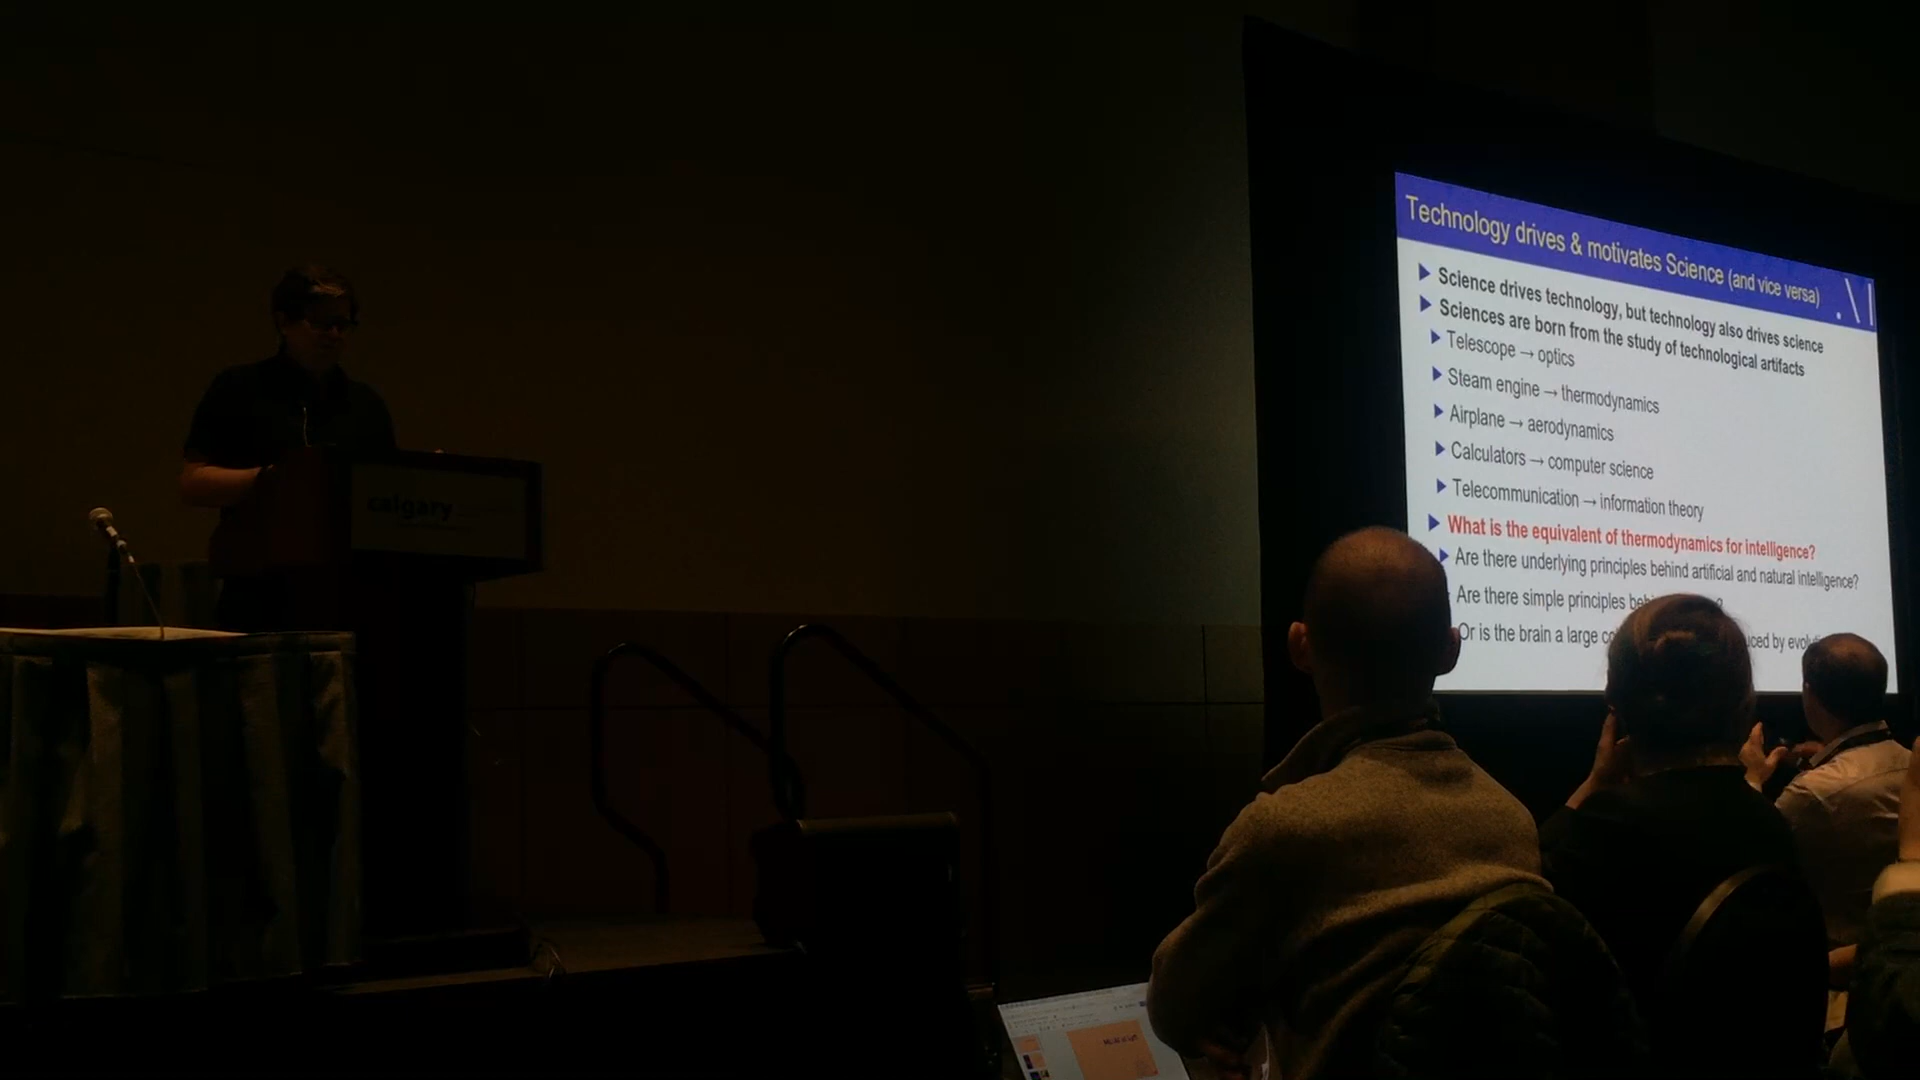 calgary
Technology drives & motivates Science (and vice versa)
Science drives technology, but technology also drives science
Sciences are born from the study of technological artifacts
Telescope → optics
Steam engine → thermodynamics
Airplane → aerodynamics
Calculators → computer science
Telecommunication → information theory
What is the equivalent of thermodynamics for intelligence?
Are there underlying principles behind artificial and natural intelligence?
Are there simple principles
Or is the brain a large by